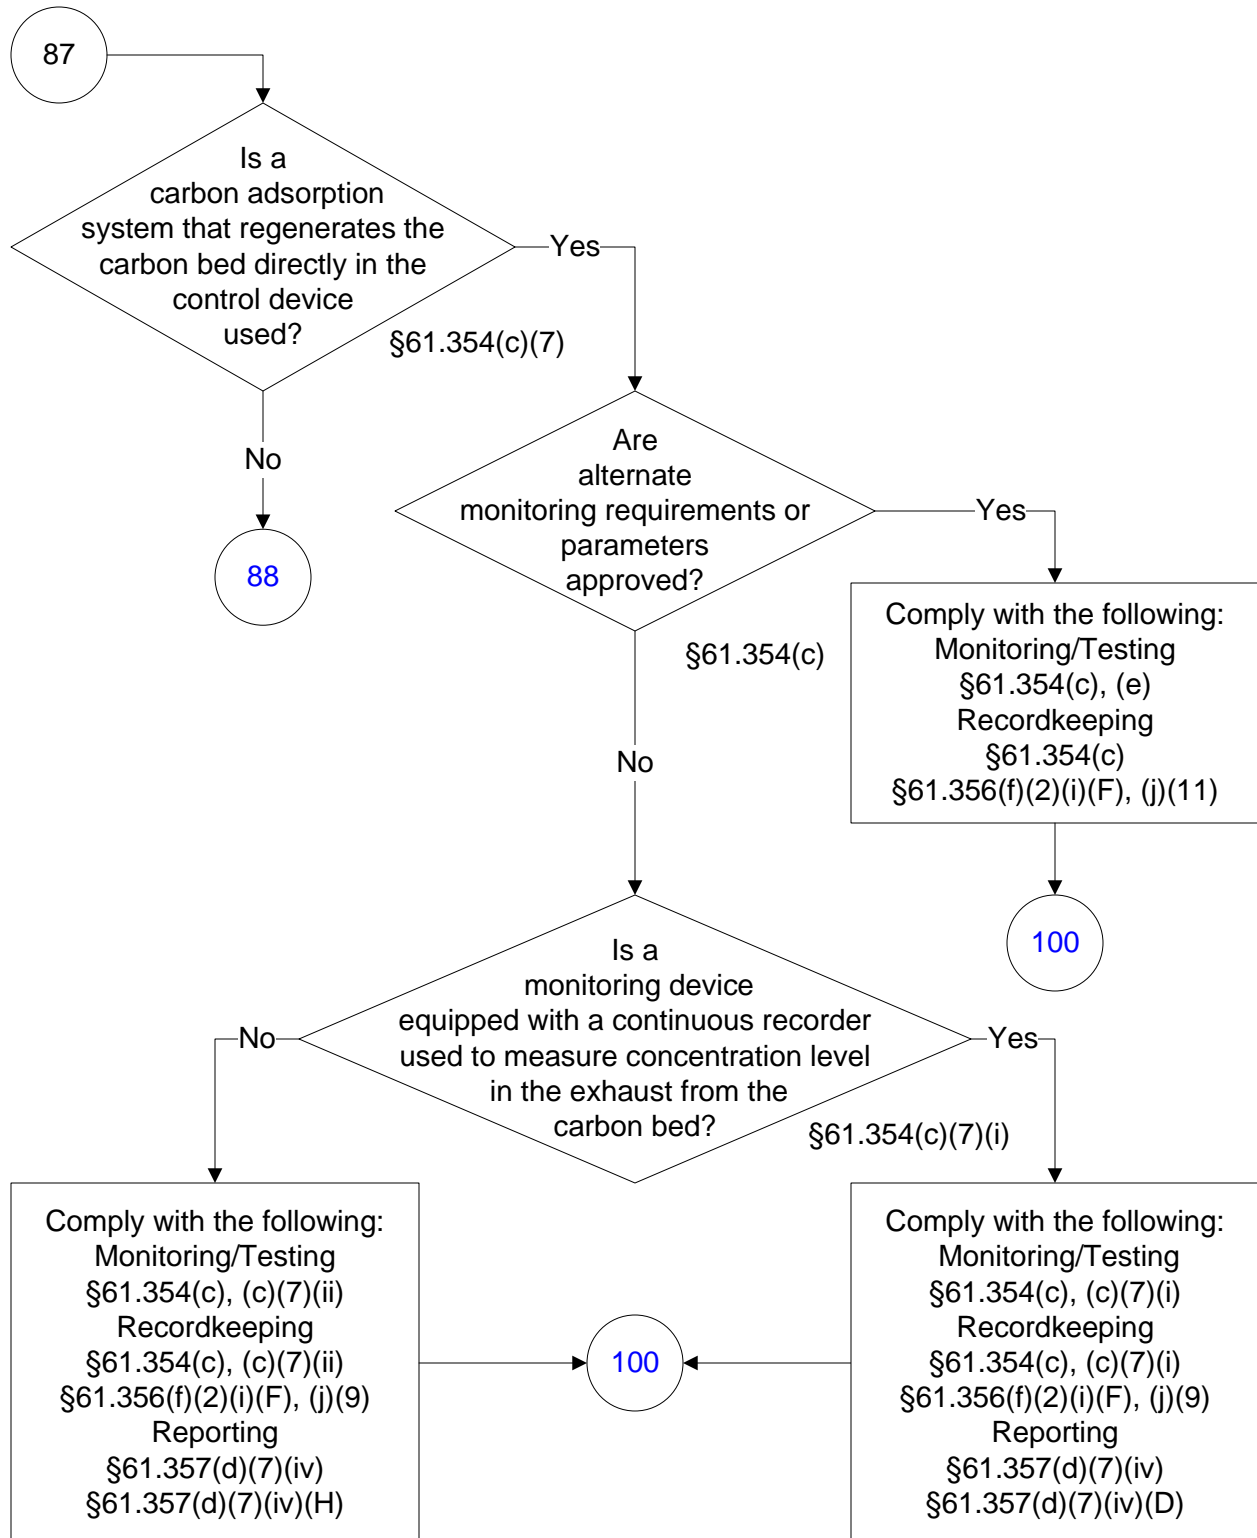 87
Is a
carbon adsorption
system that regenerates the
carbon bed directly in the
control device
used?
Yes
§61.354(c)(7)
No
88
Are
alternate
monitoring requirements or
parameters
approved?
Yes
§61.354(c)
No
Comply with the following:
Monitoring/Testing
§61.354(c), (e)
Recordkeeping
§61.354(c)
§61.356(f)(2)(i)(F), (j)(11)
100
Is a
monitoring device
equipped with a continuous recorder
used to measure concentration level
in the exhaust from the
carbon bed?
No
Yes
§61.354(c)(7)(i)
Comply with the following:
Monitoring/Testing
§61.354(c), (c)(7)(ii)
Recordkeeping
§61.354(c), (c)(7)(ii)
§61.356(f)(2)(i)(F), (j)(9)
Reporting
§61.357(d)(7)(iv)
§61.357(d)(7)(iv)(H)
100
Comply with the following:
Monitoring/Testing
§61.354(c), (c)(7)(i)
Recordkeeping
§61.354(c), (c)(7)(i)
§61.356(f)(2)(i)(F), (j)(9)
Reporting
§61.357(d)(7)(iv)
§61.357(d)(7)(iv)(D)